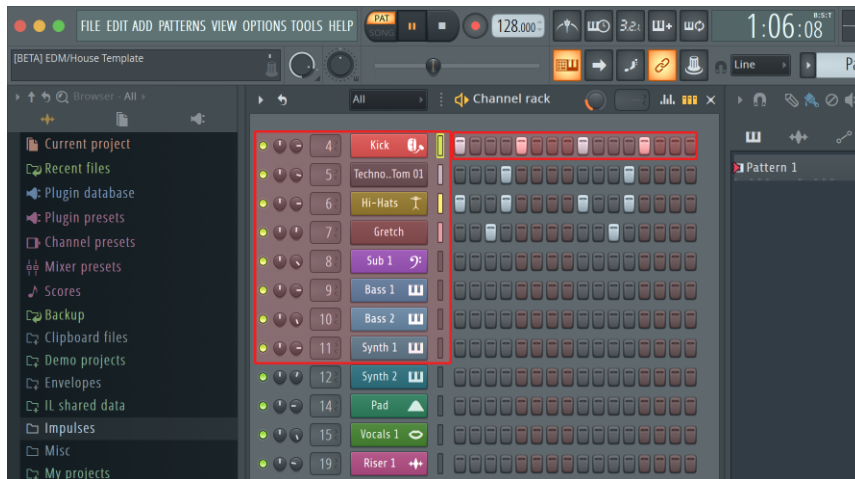 FILE EDIT ADD PATTERNS VIEW OPTIONS TOOLS HELP
PAT
SONG
128.000
3.2.
1:06:08
B:S:T
[BETA] EDM/House Template
Line
Browser - All
All
Channel rack
Current project
Recent files
Plugin database
Plugin presets
Channel presets
Mixer presets
Scores
Backup
Clipboard files
Demo projects
Envelopes
IL shared data
Impulses
Misc
My projects
4 Kick
5 Techno..Tom 01
6 Hi-Hats
7 Gretch
8 Sub 1
9 Bass 1
10 Bass 2
11 Synth 1
12 Synth 2
14 Pad
15 Vocals 1
19 Riser 1
Pattern 1